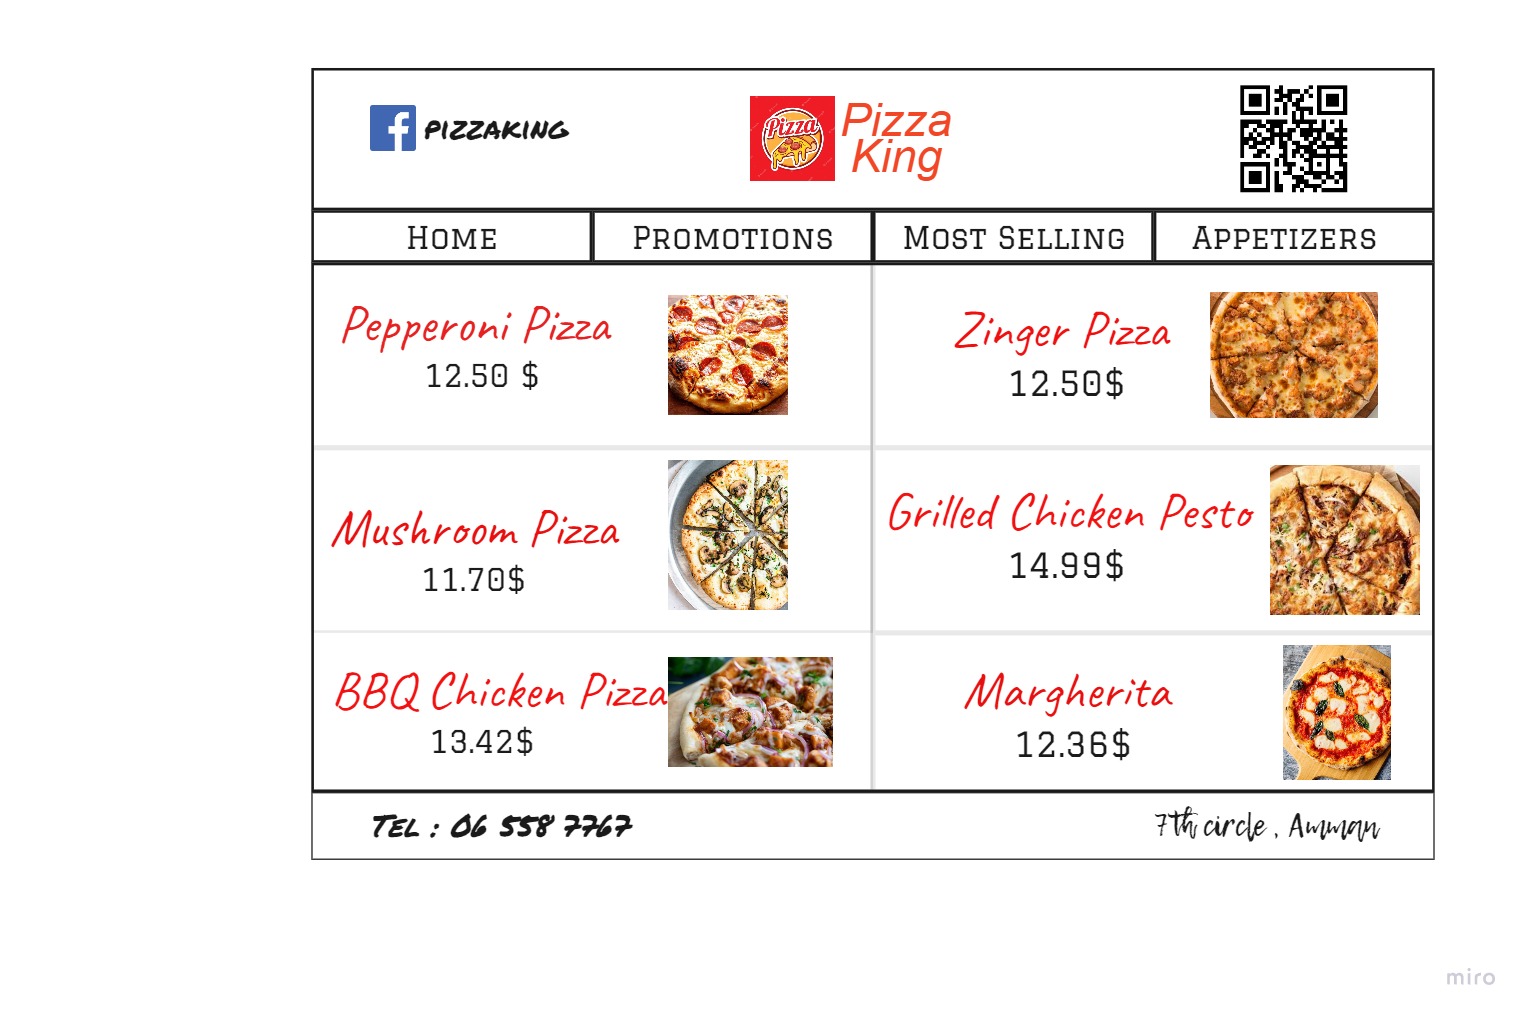 PIZZAKING
Pizza
Pizza
King
Home
Promotions
Most Selling
Appetizers
Pepperoni Pizza
12.50 $
Zinger Pizza
12.50$
Mushroom Pizza
11.70$
Grilled Chicken Pesto
14.99$
BBQ Chicken Pizza
13.42$
Margherita
12.36$
Tel : 06 558 7767
7th circle , Amman
miro